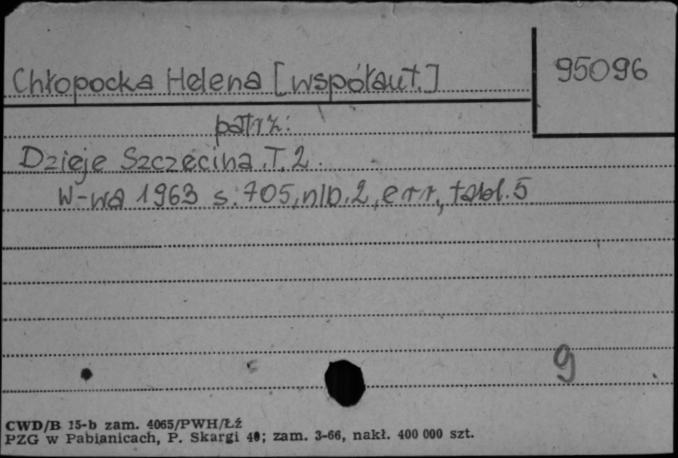 Chłopocka Helena [współaut.]
95096
patrz:
Dzieje Szczecina. T. 2.
W-wa 1963 s. 705, nlb. 2, err., tabl. 5
9
CWD/B 15-b zam. 4065/PWH/Łź
PZG w Pabianicach, P. Skargi 40; zam. 3-66, nakł. 400 000 szt.